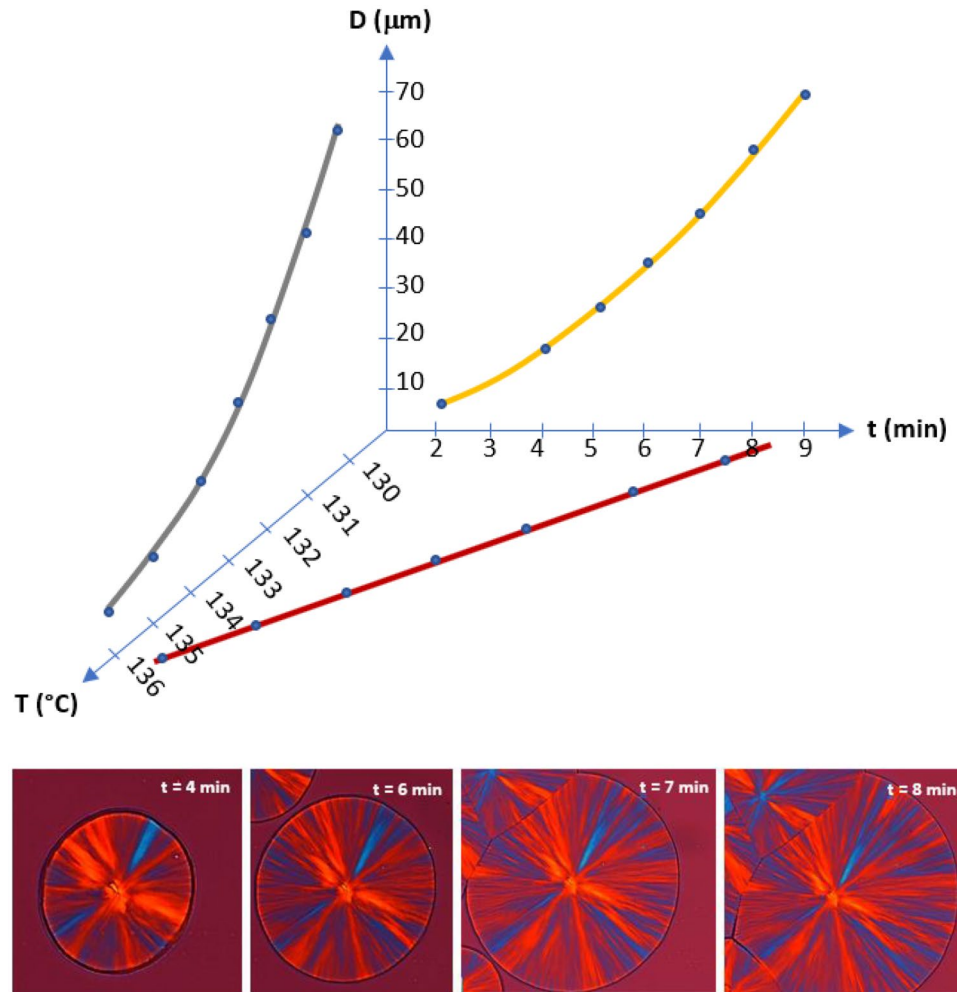 D (μm)
70
60
50
40
30
20
10
t (min)
2 3 4 5 6 7 8 9
130
131
132
133
134
135
136
T (°C)
t = 4 min
t = 6 min
t = 7 min
t = 8 min